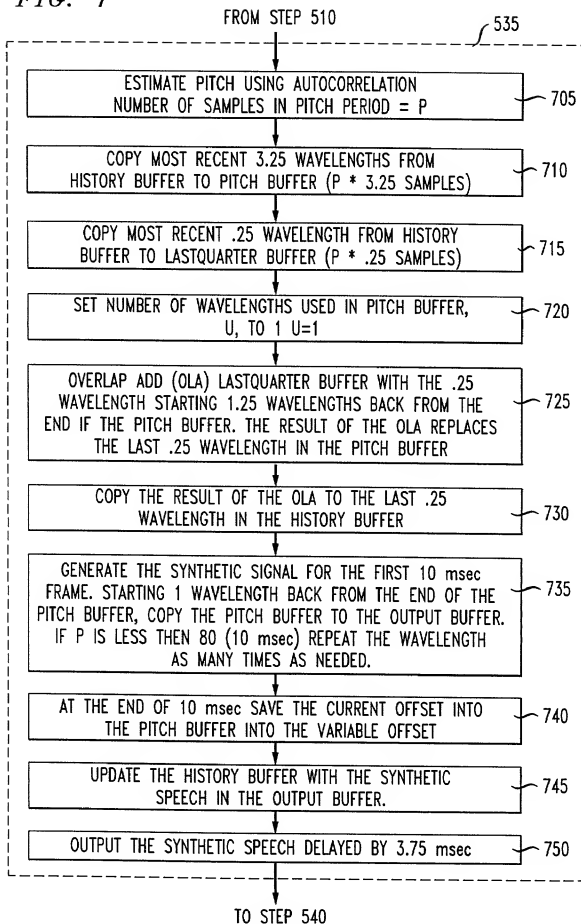 FIG. 7
FROM STEP 510
535
ESTIMATE PITCH USING AUTOCORRELATION
NUMBER OF SAMPLES IN PITCH PERIOD = P
705
COPY MOST RECENT 3.25 WAVELENGTHS FROM
HISTORY BUFFER TO PITCH BUFFER (P * 3.25 SAMPLES)
710
COPY MOST RECENT .25 WAVELENGTH FROM HISTORY
BUFFER TO LASTQUARTER BUFFER (P * .25 SAMPLES)
715
SET NUMBER OF WAVELENGTHS USED IN PITCH BUFFER,
U, TO 1 U=1
720
OVERLAP ADD (OLA) LASTQUARTER BUFFER WITH THE .25
WAVELENGTH STARTING 1.25 WAVELENGTHS BACK FROM THE
END IF THE PITCH BUFFER. THE RESULT OF THE OLA REPLACES
THE LAST .25 WAVELENGTH IN THE PITCH BUFFER
725
COPY THE RESULT OF THE OLA TO THE LAST .25
WAVELENGTH IN THE HISTORY BUFFER
730
GENERATE THE SYNTHETIC SIGNAL FOR THE FIRST 10 msec
FRAME. STARTING 1 WAVELENGTH BACK FROM THE END OF THE
PITCH BUFFER, COPY THE PITCH BUFFER TO THE OUTPUT BUFFER.
IF P IS LESS THEN 80 (10 msec) REPEAT THE WAVELENGTH
AS MANY TIMES AS NEEDED.
735
AT THE END OF 10 msec SAVE THE CURRENT OFFSET INTO
THE PITCH BUFFER INTO THE VARIABLE OFFSET
740
UPDATE THE HISTORY BUFFER WITH THE SYNTHETIC
SPEECH IN THE OUTPUT BUFFER.
745
OUTPUT THE SYNTHETIC SPEECH DELAYED BY 3.75 msec
750
TO STEP 540